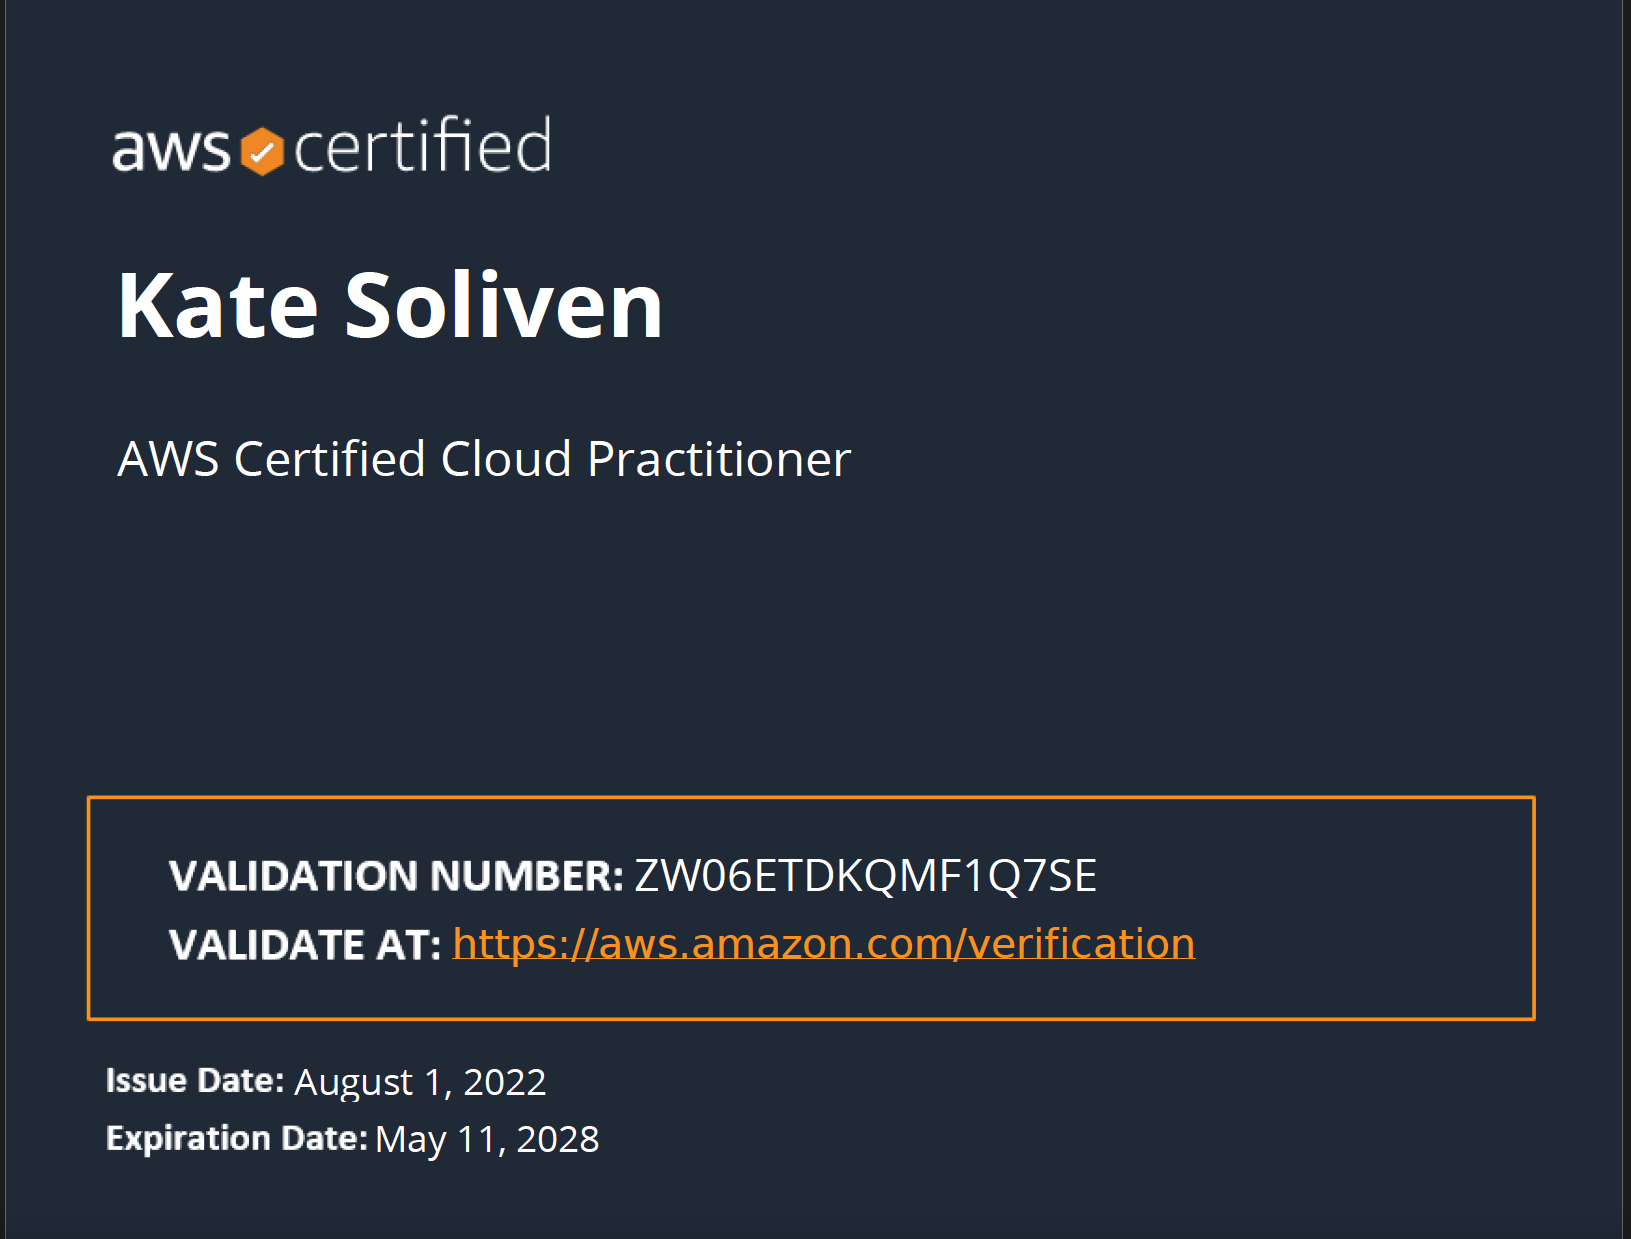 aws certified
Kate Soliven
AWS Certified Cloud Practitioner
VALIDATION NUMBER: ZW06ETDKQMF1Q7SE
VALIDATE AT: https://aws.amazon.com/verification
Issue Date: August 1, 2022
Expiration Date: May 11, 2028